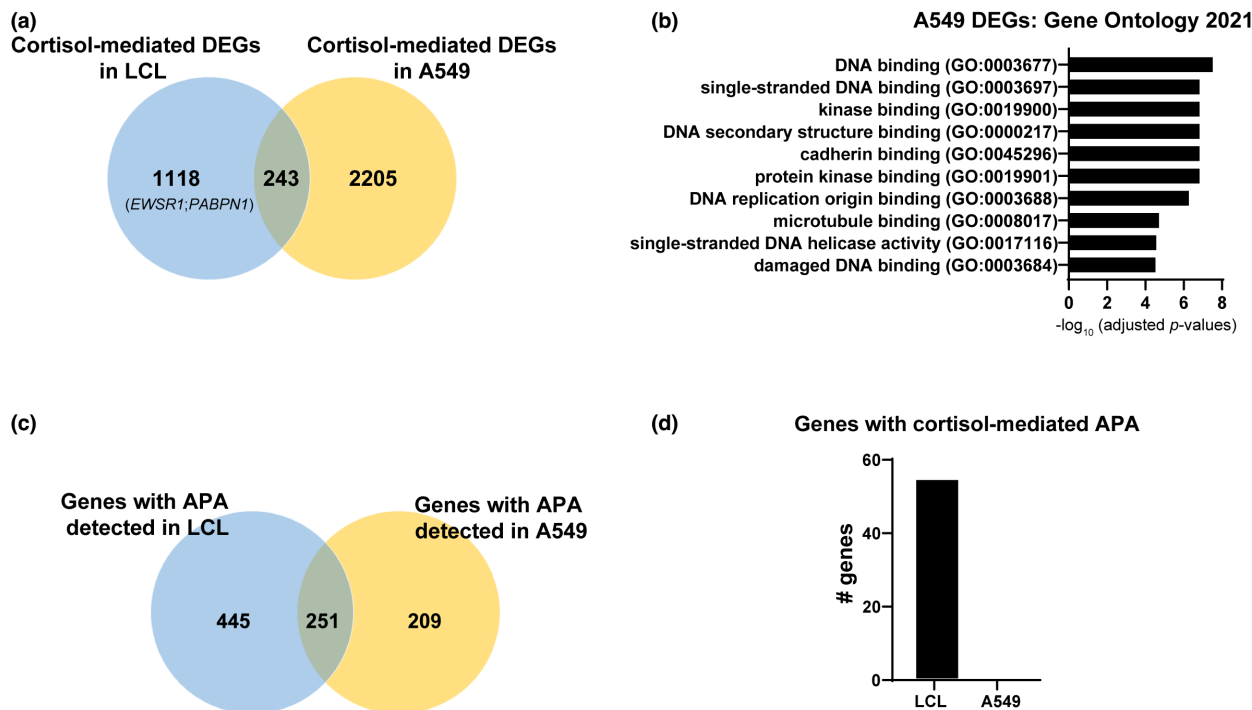 (a)
Cortisol-mediated DEGs
in LCL
Cortisol-mediated DEGs
in A549
1118
(EWSR1;PABPN1)
243
2205
(b)
A549 DEGs: Gene Ontology 2021
DNA binding (GO:0003677)
single-stranded DNA binding (GO:0003697)
kinase binding (GO:0019900)
DNA secondary structure binding (GO:0000217)
cadherin binding (GO:0045296)
protein kinase binding (GO:0019901)
DNA replication origin binding (GO:0003688)
microtubule binding (GO:0008017)
single-stranded DNA helicase activity (GO:0017116)
damaged DNA binding (GO:0003684)
0 2 4 6 8
-log10 (adjusted p-values)
(c)
Genes with APA
detected in LCL
Genes with APA
detected in A549
445
251
209
(d)
Genes with cortisol-mediated APA
# genes
60
40
20
0
LCL A549